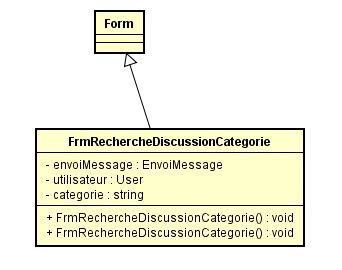 Form
FrmRechercheDiscussionCategorie
- envoiMessage : EnvoiMessage
- utilisateur : User
- categorie : string
+ FrmRechercheDiscussionCategorie() : void
+ FrmRechercheDiscussionCategorie() : void